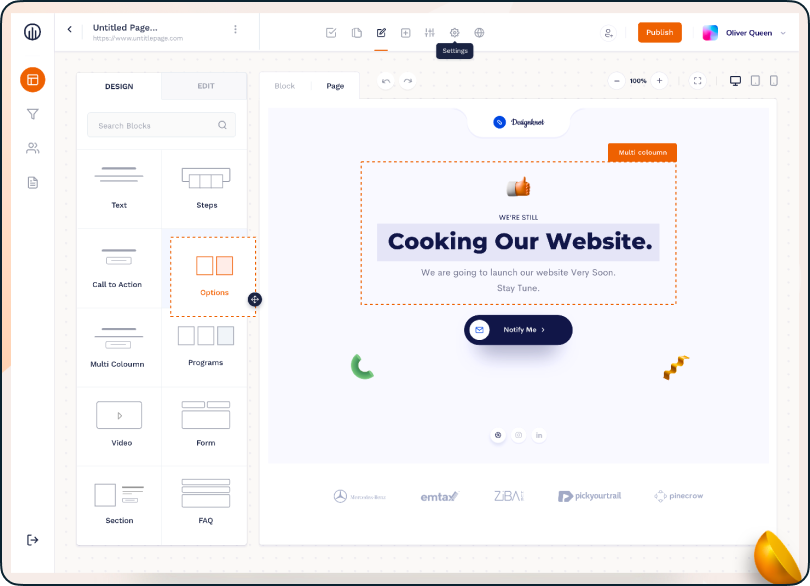 Untitled Page...
https://www.untitlepage.com
Settings
Publish
Oliver Queen
DESIGN
EDIT
Search Blocks
Text
Steps
Call to Action
Options
Multi Coloumn
Programs
Video
Form
Section
FAQ
Block
Page
100%
Designknot
Multi coloumn
WE'RE STILL
Cooking Our Website.
We are going to launch our website Very Soon.
Stay Tune.
Notify Me
in
Mercedes-Benz
emtax
ZIBA
pickyourtrail
pinecrow